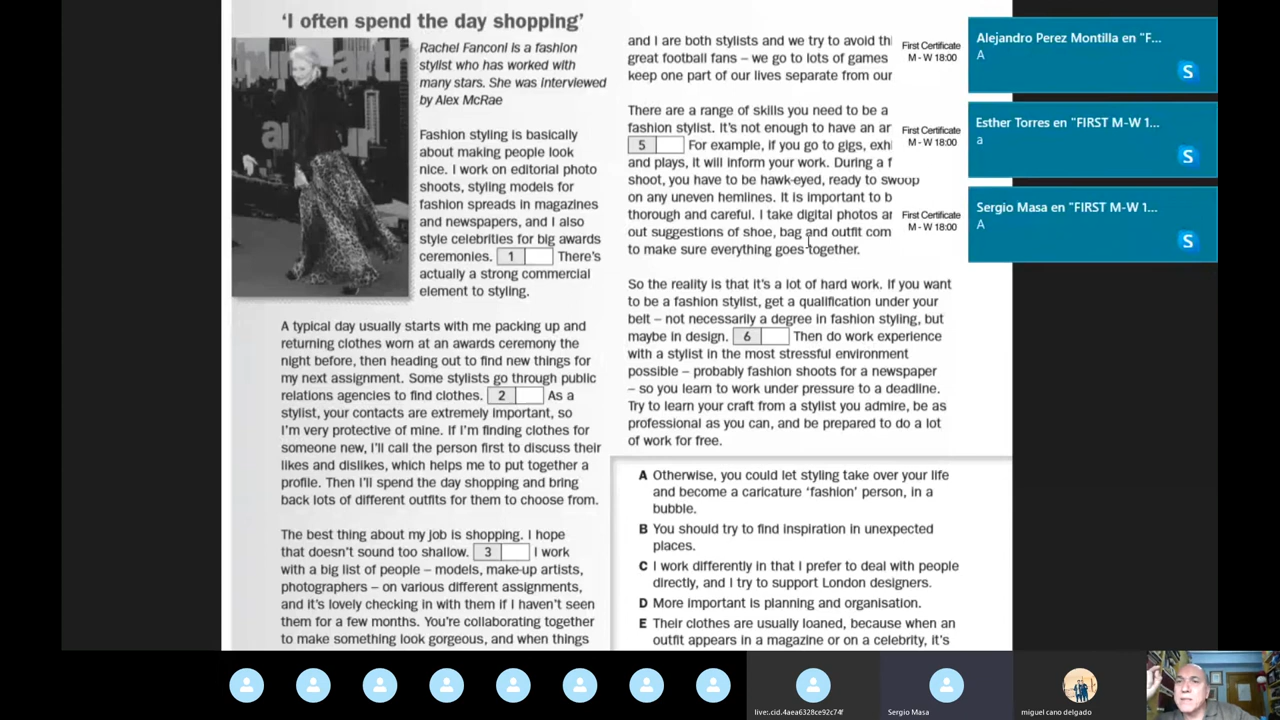 'I often spend the day shopping'
Rachel Fanconi is a fashion
stylist who has worked with
many stars. She was interviewed
by Alex McRae
Fashion styling is basically
about making people look
nice. I work on editorial photo
shoots, styling models for
fashion spreads in magazines
and newspapers, and I also
style celebrities for big awards
ceremonies. 1 There's
actually a strong commercial
element to styling.
A typical day usually starts with me packing up and
returning clothes worn at an awards ceremony the
night before, then heading out to find new things for
my next assignment. Some stylists go through public
relations agencies to find clothes. 2 As a
stylist, your contacts are extremely important, so
I'm very protective of mine. If I'm finding clothes for
someone new, I'll call the person first to discuss their
likes and dislikes, which helps me to put together a
profile. Then I'll spend the day shopping and bring
back lots of different outfits for them to choose from.
The best thing about my job is shopping. I hope
that doesn't sound too shallow. 3 I work
with a big list of people – models, make-up artists,
photographers – on various different assignments,
and it's lovely checking in with them if I haven't seen
them for a few months. You're collaborating together
to make something look gorgeous, and when things
and I are both stylists and we try to avoid
great football fans – we go to lots of games
keep one part of our lives separate from our
There are a range of skills you need to be a
fashion stylist. It's not enough to have an
5 For example, if you go to gigs,
and plays, it will inform your work. During a
shoot, you have to be hawk-eyed, ready to swoop
on any uneven hemlines. It is important to
thorough and careful. I take digital photos
out suggestions of shoe, bag and outfit
to make sure everything goes together.
So the reality is that it's a lot of hard work. If you want
to be a fashion stylist, get a qualification under your
belt – not necessarily a degree in fashion styling, but
maybe in design. 6 Then do work experience
with a stylist in the most stressful environment
possible – probably fashion shoots for a newspaper
– so you learn to work under pressure to a deadline.
Try to learn your craft from a stylist you admire, be as
professional as you can, and be prepared to do a lot
of work for free.
A Otherwise, you could let styling take over your life
and become a caricature 'fashion' person, in a
bubble.
B You should try to find inspiration in unexpected
places.
C I work differently in that I prefer to deal with people
directly, and I try to support London designers.
D More important is planning and organisation.
E Their clothes are usually loaned, because when an
outfit appears in a magazine or on a celebrity, it's
First Certificate
M - W 18:00
Alejandro Perez Montilla en "F...
A
First Certificate
M - W 18:00
Esther Torres en "FIRST M-W 1...
a
First Certificate
M - W 18:00
Sergio Masa en "FIRST M-W 1...
A
live:.cid.4aea6328ce92c74f
Sergio Masa
miguel cano delgado